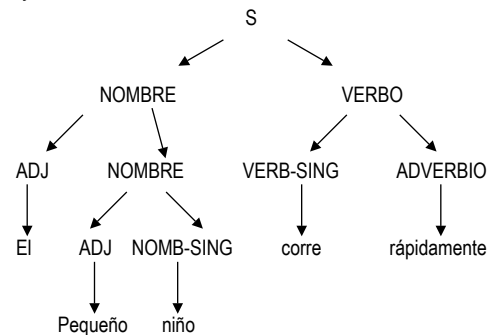 S
NOMBRE VERBO
ADJ NOMBRE VERB-SING ADVERBIO
El ADJ NOMB-SING corre rápidamente
Pequeño niño